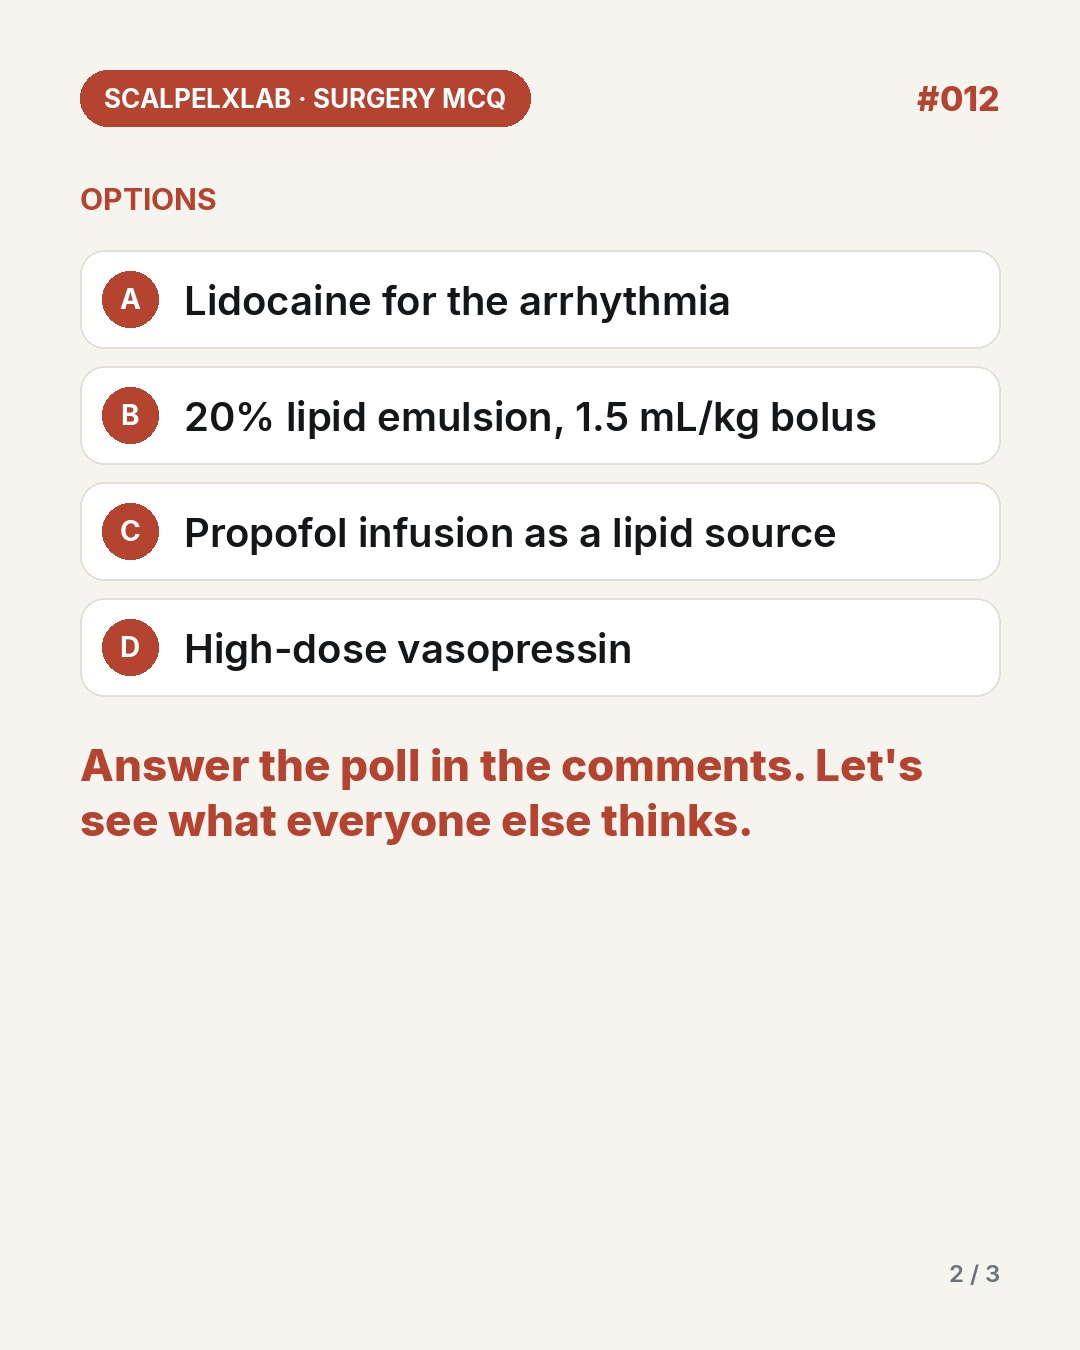 SCALPELXLAB · SURGERY MCQ
#012
OPTIONS
A Lidocaine for the arrhythmia
B 20% lipid emulsion, 1.5 mL/kg bolus
C Propofol infusion as a lipid source
D High-dose vasopressin
Answer the poll in the comments. Let's
see what everyone else thinks.
2 / 3